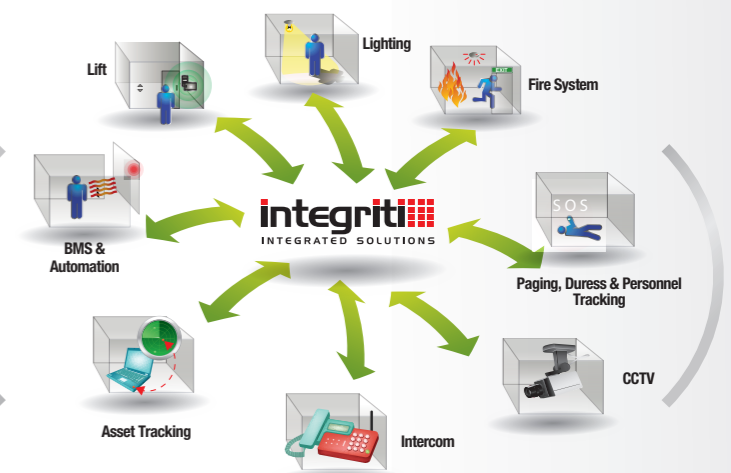 Lighting
Lift
EXIT
Fire System
integriti
INTEGRATED SOLUTIONS
SOS
BMS &
Automation
Paging, Duress & Personnel
Tracking
CCTV
Asset Tracking
Intercom